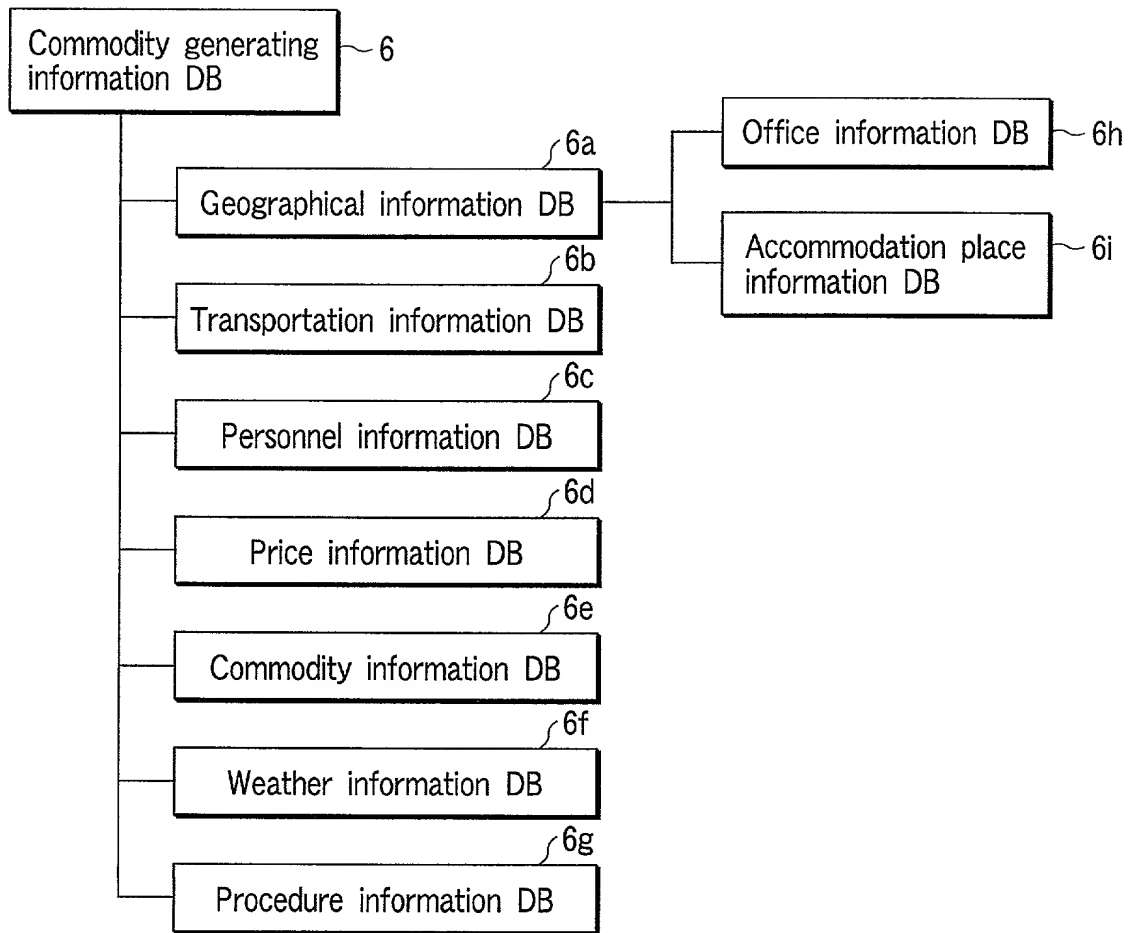 Commodity generating
information DB
6
6a
Geographical information DB
Office information DB
6h
Accommodation place
information DB
6i
6b
Transportation information DB
6c
Personnel information DB
6d
Price information DB
6e
Commodity information DB
6f
Weather information DB
6g
Procedure information DB